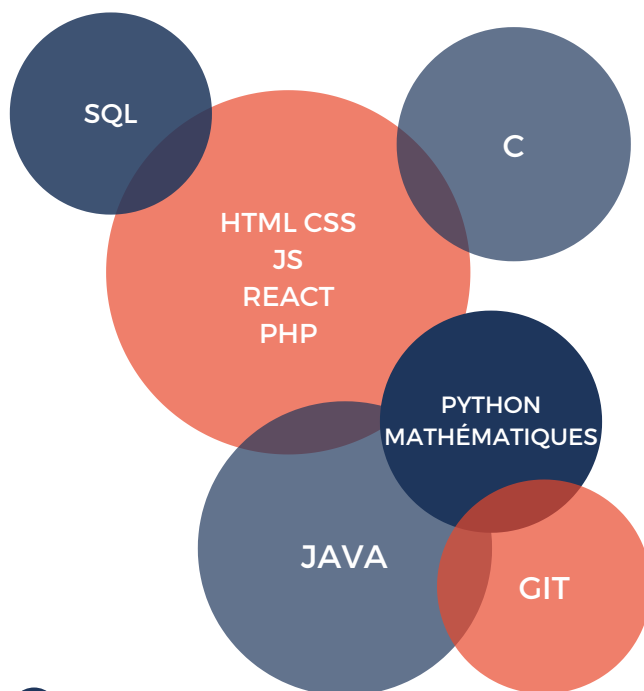 SQL
C
HTML CSS
JS
REACT
PHP
PYTHON
MATHÉMATIQUES
JAVA
GIT